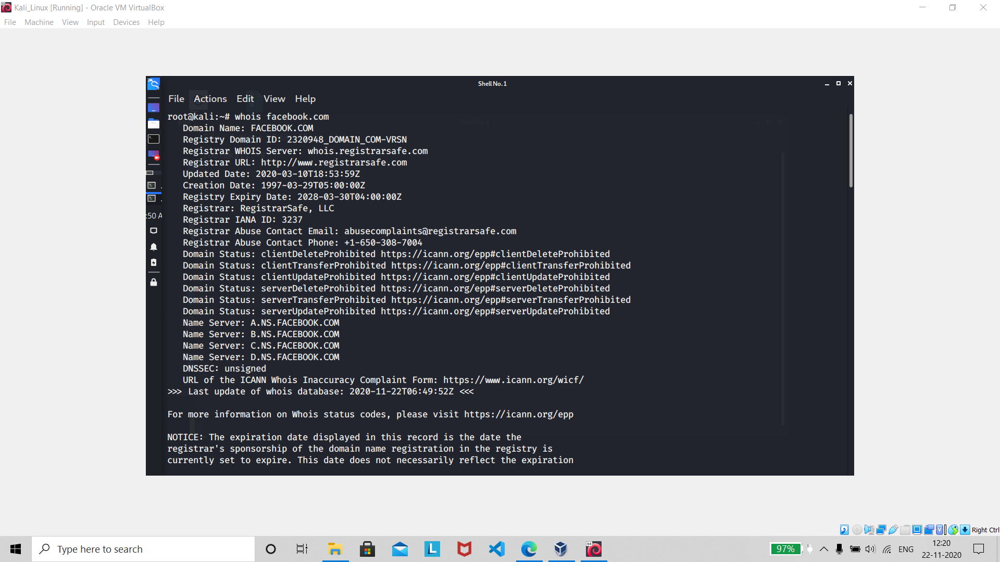 Kali_Linux [Running] - Oracle VM VirtualBox
File Machine View Input Devices Help
Shell No. 1
File Actions Edit View Help
root@kali:~# whois facebook.com
Domain Name: FACEBOOK.COM
Registry Domain ID: 2320948_DOMAIN_COM-VRSN
Registrar WHOIS Server: whois.registrarsafe.com
Registrar URL: http://www.registrarsafe.com
Updated Date: 2020-03-10T18:53:59Z
Creation Date: 1997-03-29T05:00:00Z
Registry Expiry Date: 2028-03-30T04:00:00Z
Registrar: RegistrarSafe, LLC
Registrar IANA ID: 3237
Registrar Abuse Contact Email: abusecomplaints@registrarsafe.com
Registrar Abuse Contact Phone: +1-650-308-7004
Domain Status: clientDeleteProhibited https://icann.org/epp#clientDeleteProhibited
Domain Status: clientTransferProhibited https://icann.org/epp#clientTransferProhibited
Domain Status: clientUpdateProhibited https://icann.org/epp#clientUpdateProhibited
Domain Status: serverDeleteProhibited https://icann.org/epp#serverDeleteProhibited
Domain Status: serverTransferProhibited https://icann.org/epp#serverTransferProhibited
Domain Status: serverUpdateProhibited https://icann.org/epp#serverUpdateProhibited
Name Server: A.NS.FACEBOOK.COM
Name Server: B.NS.FACEBOOK.COM
Name Server: C.NS.FACEBOOK.COM
Name Server: D.NS.FACEBOOK.COM
DNSSEC: unsigned
URL of the ICANN Whois Inaccuracy Complaint Form: https://www.icann.org/wicf/
>>> Last update of whois database: 2020-11-22T06:49:52Z <<<
For more information on Whois status codes, please visit https://icann.org/epp
NOTICE: The expiration date displayed in this record is the date the
registrar's sponsorship of the domain name registration in the registry is
currently set to expire. This date does not necessarily reflect the expiration
:50 A
Right Ctrl
Type here to search
97%
ENG
12:20
22-11-2020